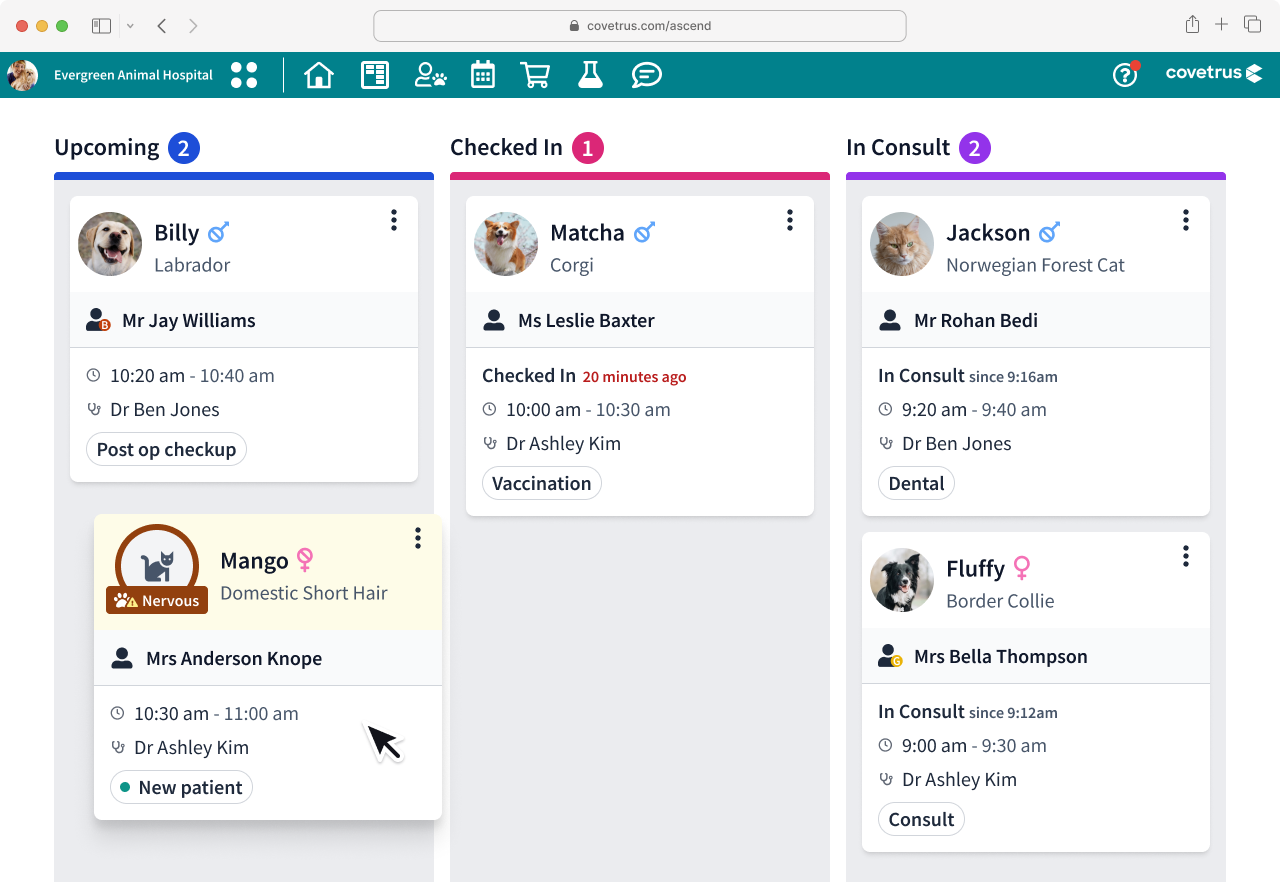 covetrus.com/ascend
Evergreen Animal Hospital
covetrus
Upcoming 2
Billy
Labrador
B
Mr Jay Williams
10:20 am - 10:40 am
Dr Ben Jones
Post op checkup
Mango
Domestic Short Hair
Nervous
Mrs Anderson Knope
10:30 am - 11:00 am
Dr Ashley Kim
New patient
Checked In 1
Matcha
Corgi
Ms Leslie Baxter
Checked In 20 minutes ago
10:00 am - 10:30 am
Dr Ashley Kim
Vaccination
In Consult 2
Jackson
Norwegian Forest Cat
Mr Rohan Bedi
In Consult since 9:16am
9:20 am - 9:40 am
Dr Ben Jones
Dental
Fluffy
Border Collie
G
Mrs Bella Thompson
In Consult since 9:12am
9:00 am - 9:30 am
Dr Ashley Kim
Consult